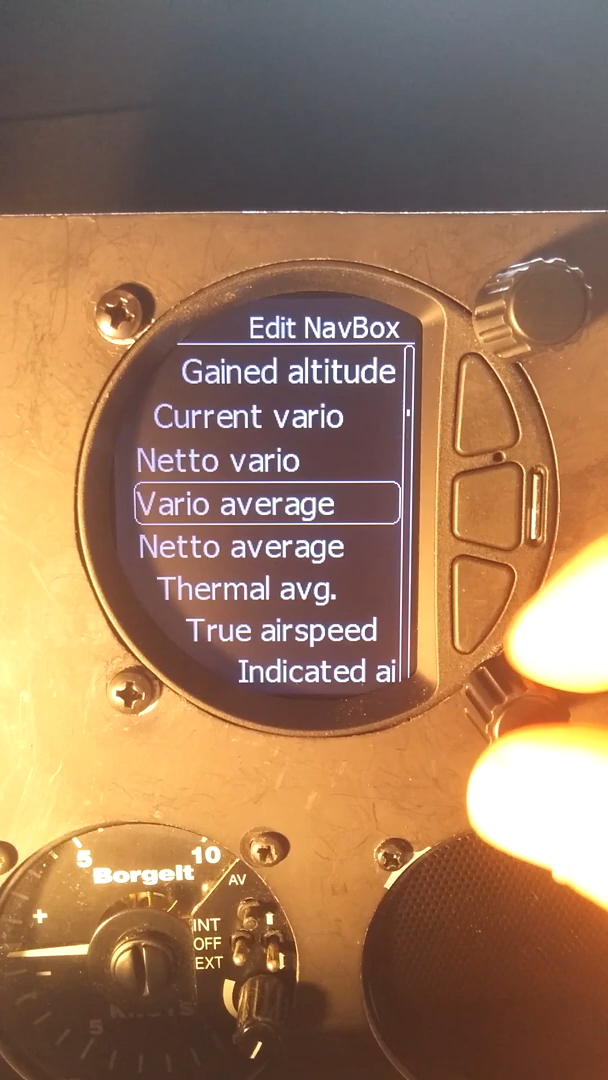 Edit NavBox
Gained altitude
Current vario
Netto vario
Vario average
Netto average
Thermal avg.
True airspeed
Indicated ai
5
10
Borgelt
AV
+
INT
OFF
-
EXT
5